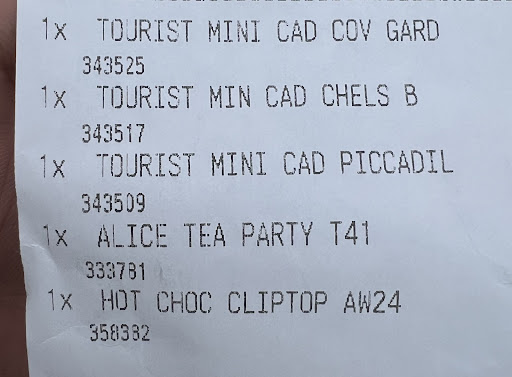 1x TOURIST MINI CAD COV GARD
343525
1x TOURIST MIN CAD CHELS B
343517
1x TOURIST MINI CAD PICCADIL
343509
1x ALICE TEA PARTY T41
333781
1x HOT CHOC CLIPTOP AW24
358382